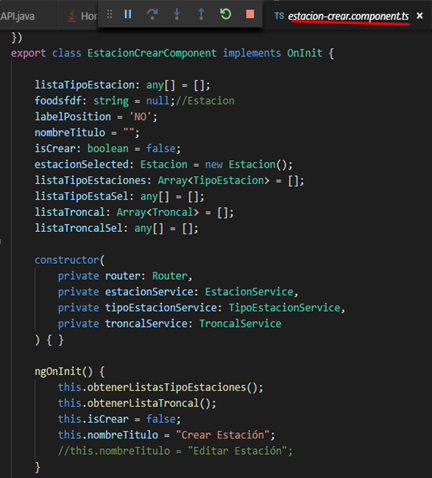 API.java
Hom
TS estacion-crear.component.ts ×
})
export class EstacionCrearComponent implements OnInit {
listaTipoEstacion: any[] = [];
foodsfdf: string = null;//Estacion
labelPosition = 'NO';
nombreTitulo = "";
isCrear: boolean = false;
estacionSelected: Estacion = new Estacion();
listaTipoEstaciones: Array<TipoEstacion> = [];
listaTipoEstaSel: any[] = [];
listaTroncal: Array<Troncal> = [];
listaTroncalSel: any[] = [];
constructor(
private router: Router,
private estacionService: EstacionService,
private tipoEstacionService: TipoEstacionService,
private troncalService: TroncalService
) { }
ngOnInit() {
this.obtenerListasTipoEstaciones();
this.obtenerListaTroncal();
this.isCrear = false;
this.nombreTitulo = "Crear Estación";
//this.nombreTitulo = "Editar Estación";
}